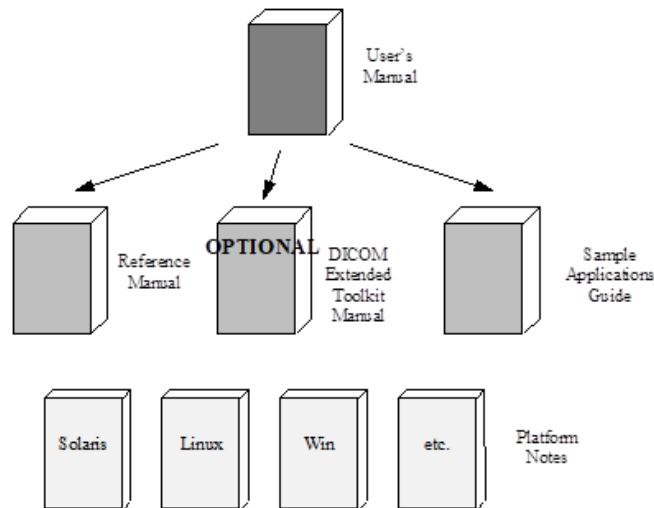 User's
Manual
Reference
Manual
OPTIONAL
DICOM
Extended
Toolkit
Manual
Sample
Applications
Guide
Solaris
Linux
Win
etc.
Platform
Notes